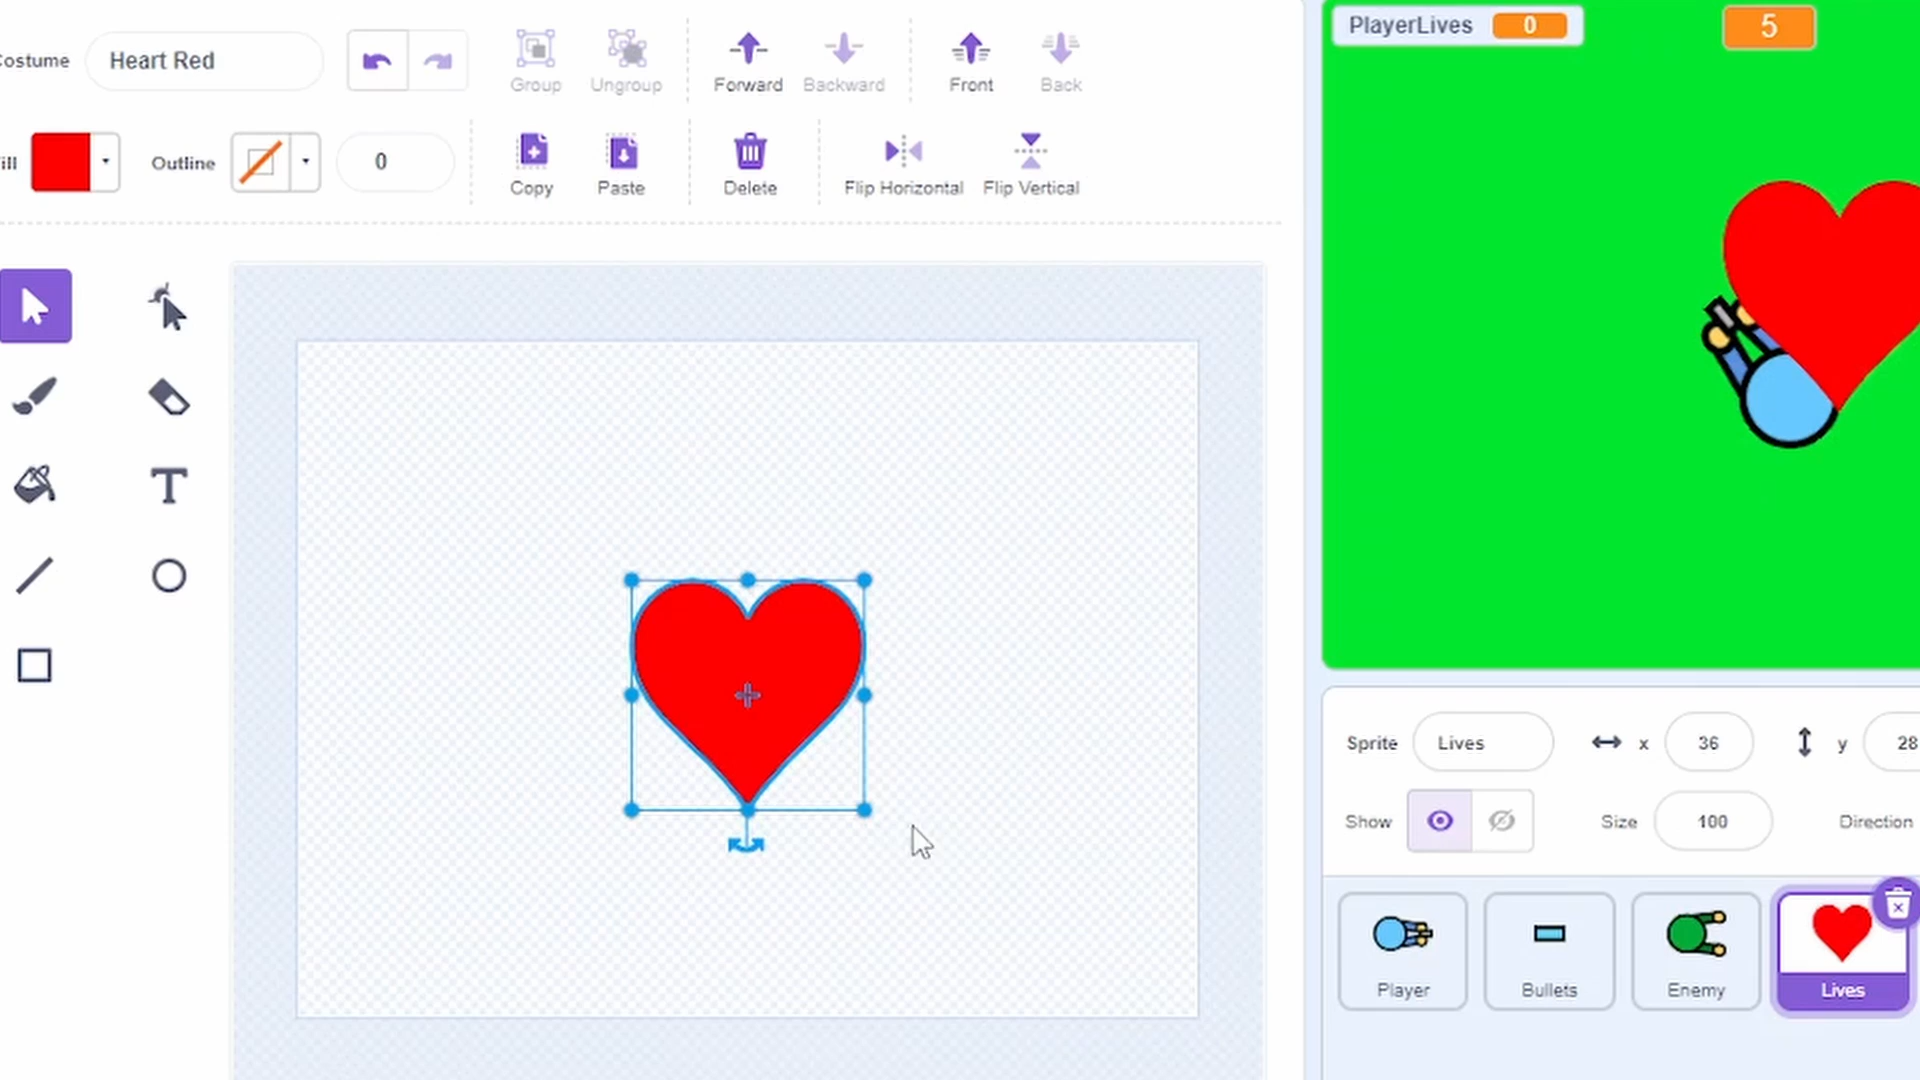 Costume Heart Red
Group Ungroup Forward Backward Front Back
ill Outline 0
Copy Paste Delete Flip Horizontal Flip Vertical
PlayerLives 0
5
Sprite Lives x 36 y 28
Show Size 100 Direction
Player Bullets Enemy Lives